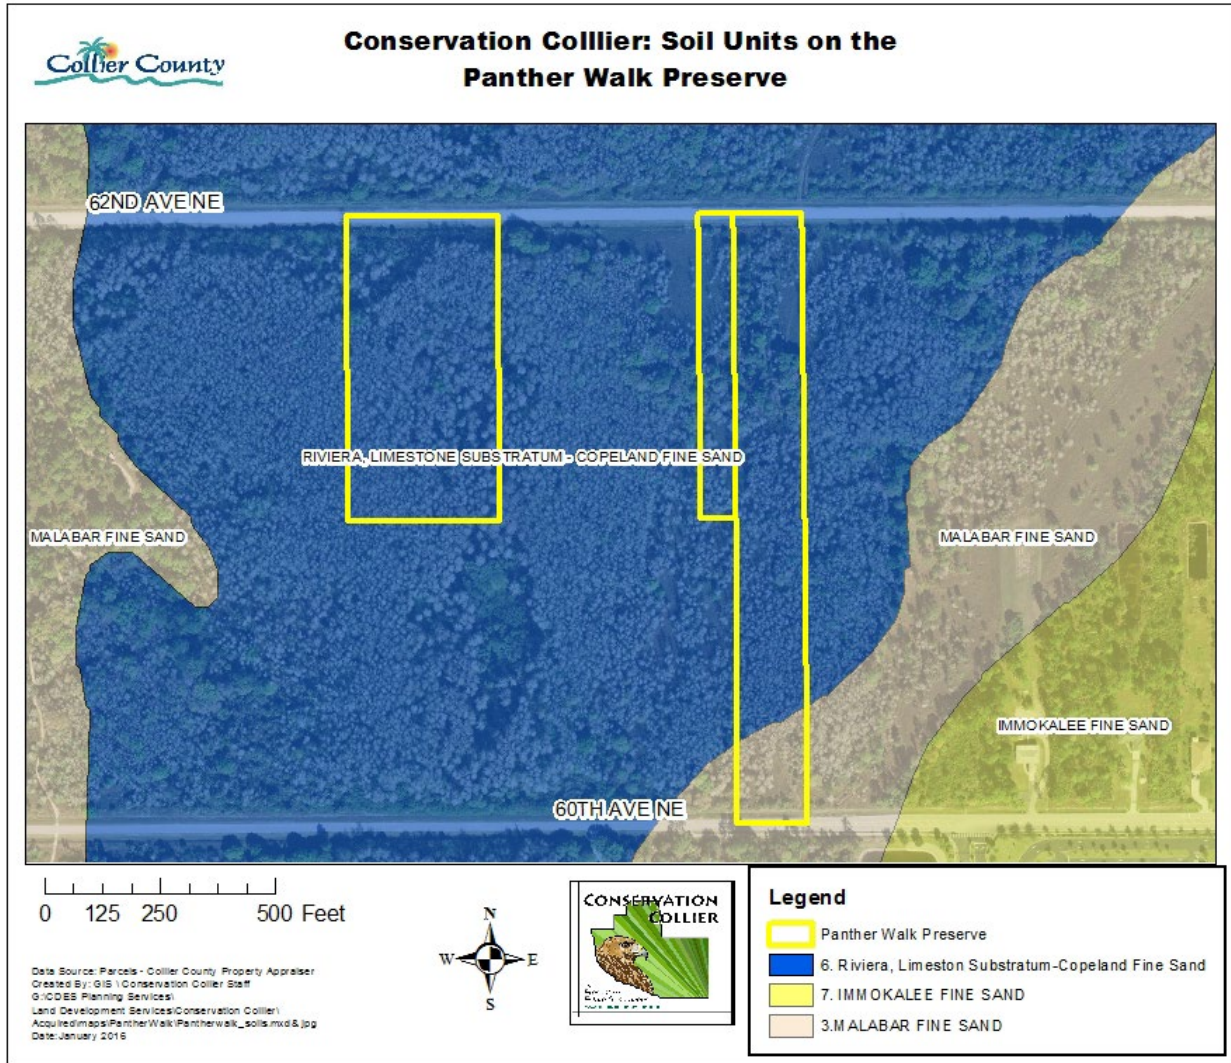 Collier County
Conservation Colllier: Soil Units on the
Panther Walk Preserve
62ND AVE NE
RIVIERA, LIMESTONE SUBSTRATUM - COPELAND FINE SAND
MALABAR FINE SAND
MALABAR FINE SAND
IMMOKALEE FINE SAND
60TH AVE NE
0 125 250 500 Feet
N
W E
S
CONSERVATION
COLLIER
Data Source: Parcels - Collier County Property Appraiser
Created By: GIS \ Conservation Collier Staff
G:\CDES Planning Services\
Land Development Services\Conservation Collier\
Acquired\maps\PantherWalk\Pantherwalk_soils.mxd & jpg
Date: January 2016
Legend
Panther Walk Preserve
6. Riviera, Limeston Substratum-Copeland Fine Sand
7. IMMOKALEE FINE SAND
3.MALABAR FINE SAND